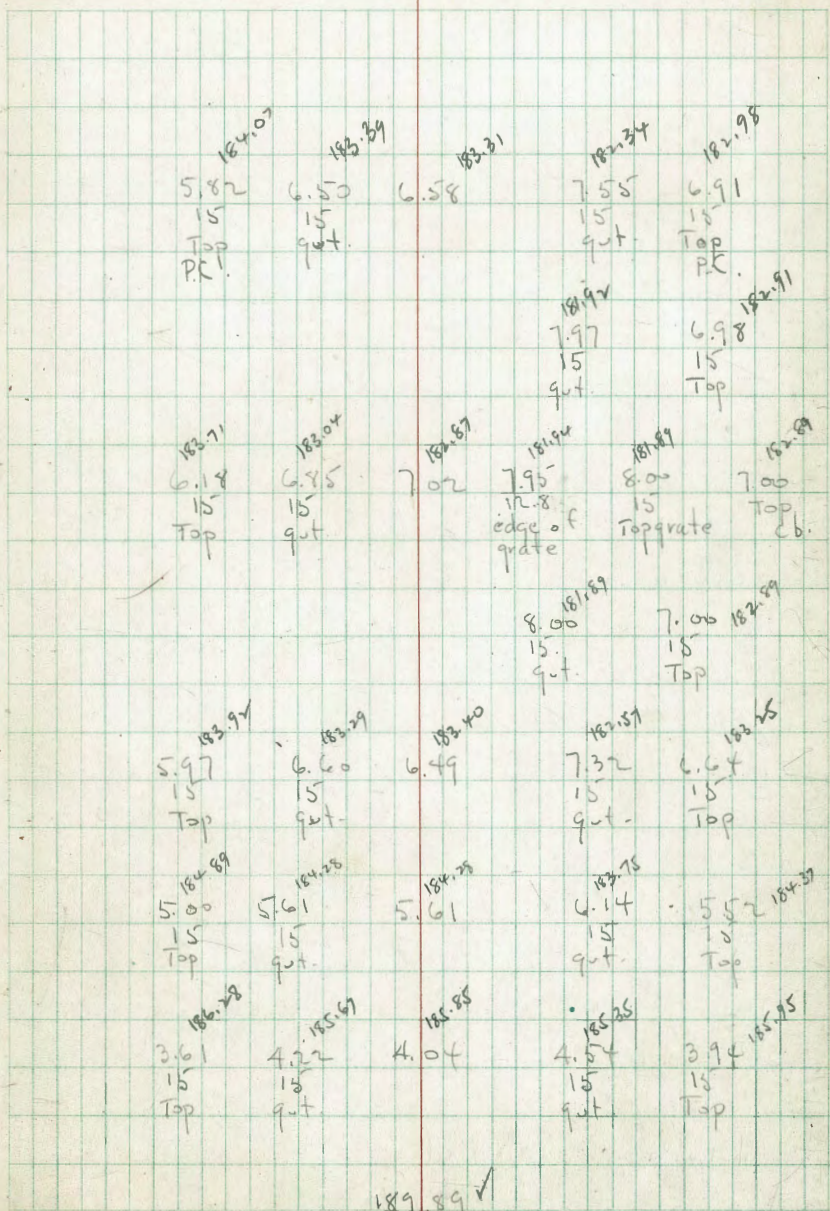 184.07 183.39 183.31 182.34 182.98
5.82 6.50 6.58 7.55 6.91
15 15 15 15
Top gut. gut. Top
P.C. P.C.
181.92 182.91
7.97 6.98
15 15
gut. Top
183.71 183.04 182.87 181.94 181.89 182.89
6.18 6.85 7.02 7.95 8.00 7.00
15 15 12.8 15 Top
Top gut edge of Top grate cb.
grate
181.89 182.89
8.00 7.00
15 15
gut. Top
183.92 183.29 183.40 182.57 183.25
5.97 6.60 6.49 7.32 6.64
15 15 15 15
Top gut. gut. Top
184.89 184.28 184.28 183.75 184.37
5.00 5.61 5.61 6.14 5.52
15 15 15 15
Top gut. gut. Top
186.28 185.67 185.85 185.35 185.95
3.61 4.22 4.04 4.54 3.94
15 15 15 15
Top gut. gut. Top
189.89 ✓